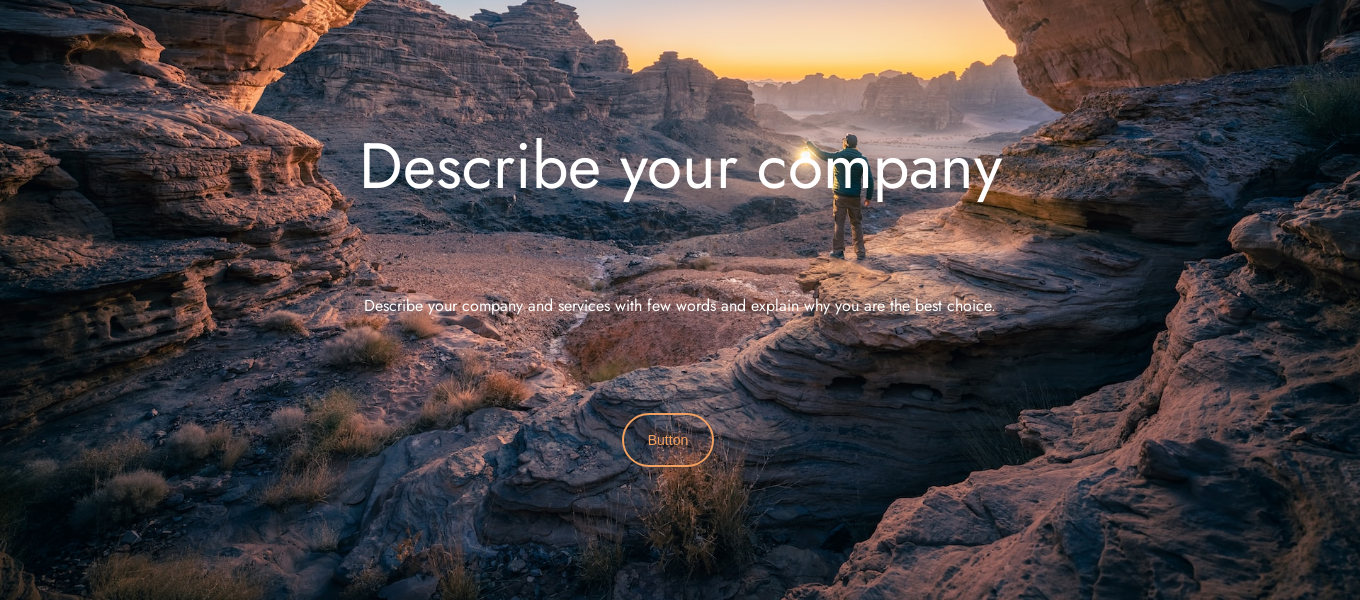 Describe your company
Describe your company and services with few words and explain why you are the best choice.
Button